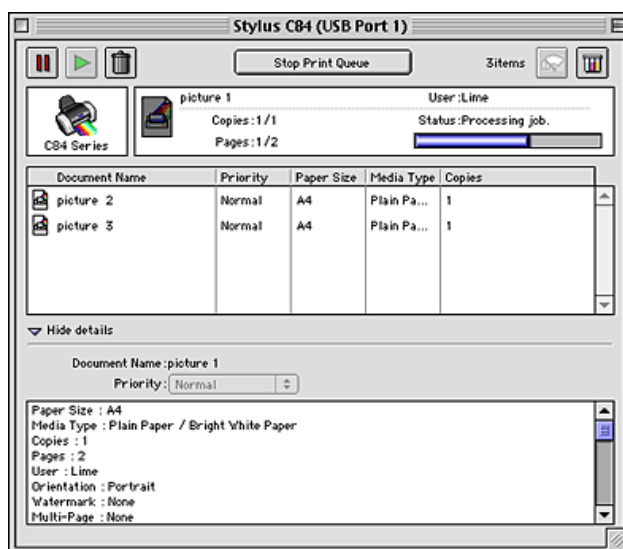 Stylus C84 (USB Port 1)
Stop Print Queue
3items
C84 Series
picture 1
User :Lime
Copies :1/1
Status :Processing job.
Pages :1/2
Document Name Priority Paper Size Media Type Copies
picture 2 Normal A4 Plain Pa... 1
picture 3 Normal A4 Plain Pa... 1
Hide details
Document Name :picture 1
Priority : Normal
Paper Size : A4
Media Type : Plain Paper / Bright White Paper
Copies : 1
Pages : 2
User : Lime
Orientation : Portrait
Watermark : None
Multi-Page : None